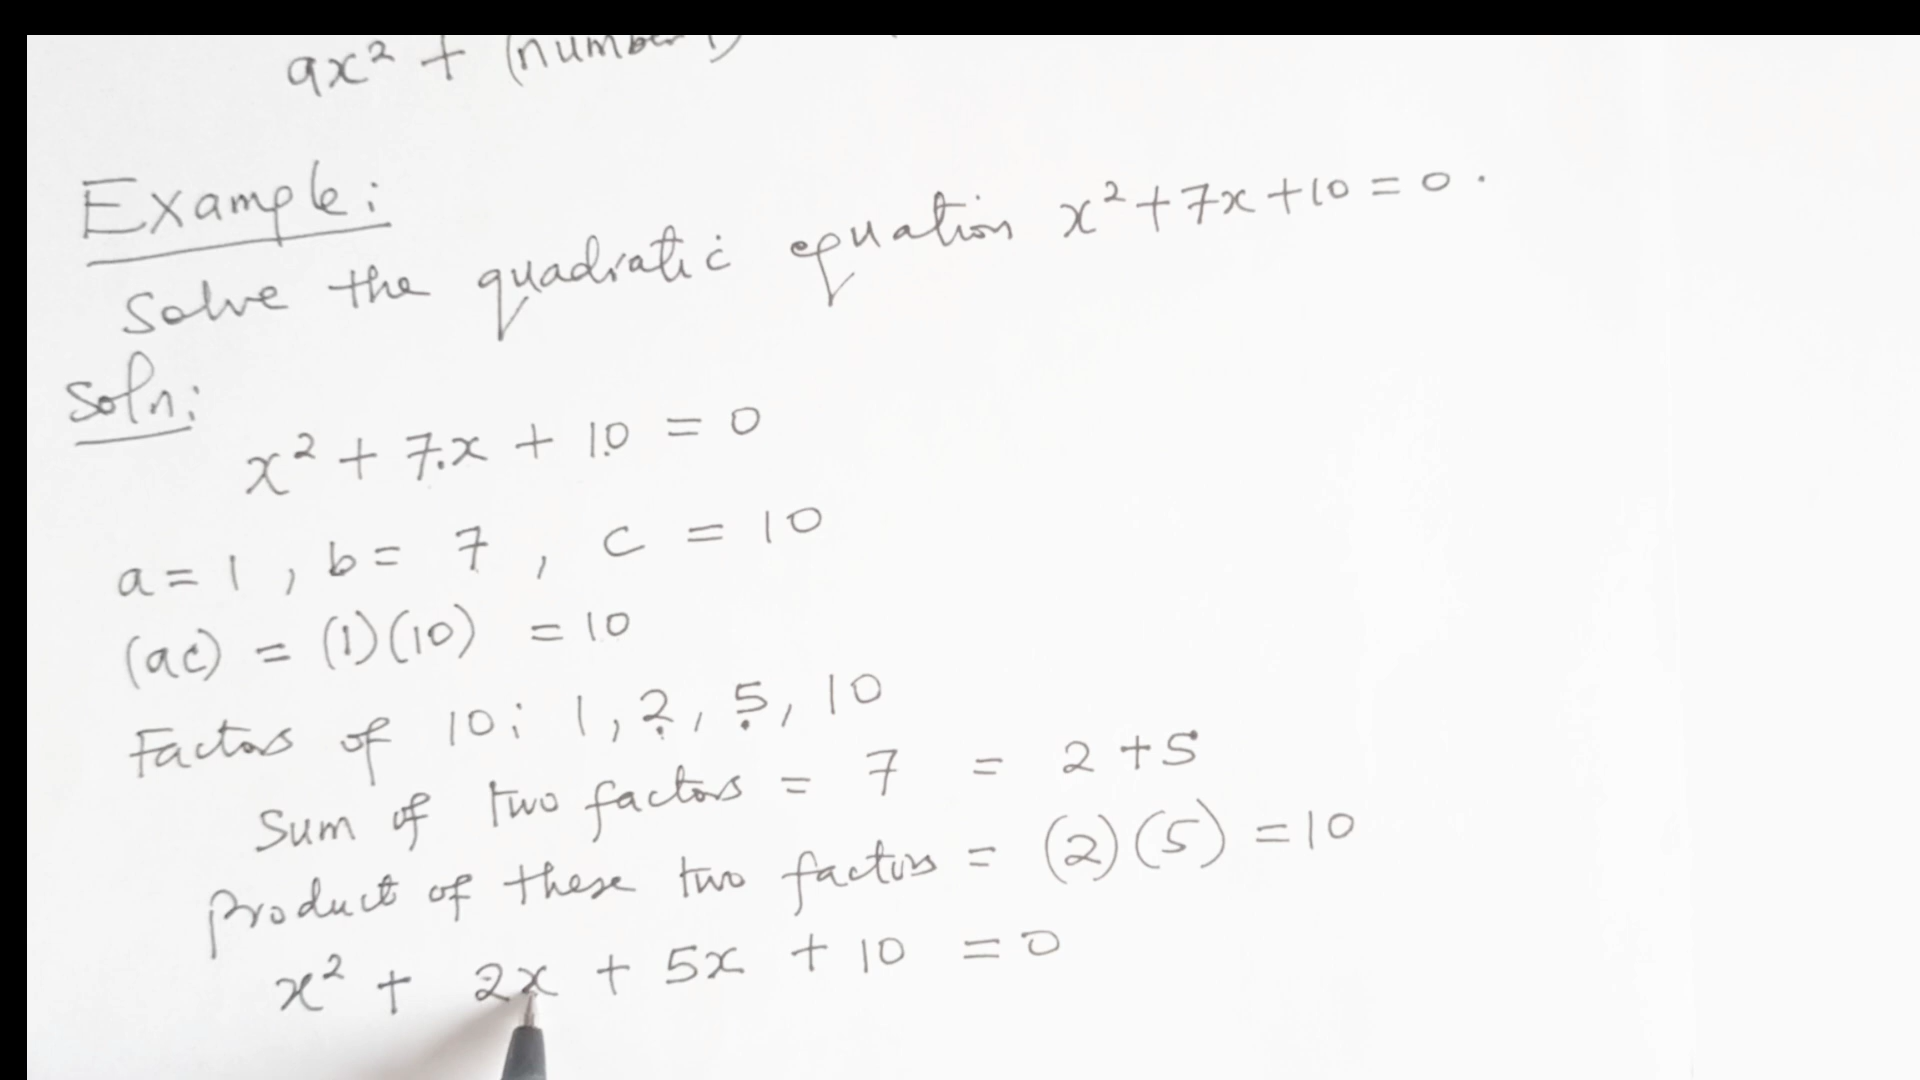 ax² + (number1)
Example:
Solve the quadratic equation x²+7x+10=0.
Soln:
x² + 7x + 10 = 0
a = 1 , b = 7 , c = 10
(ac) = (1)(10) = 10
Factors of 10: 1, 2, 5, 10
Sum of two factors = 7 = 2 + 5
Product of these two factors = (2)(5) = 10
x² + 2x + 5x + 10 = 0